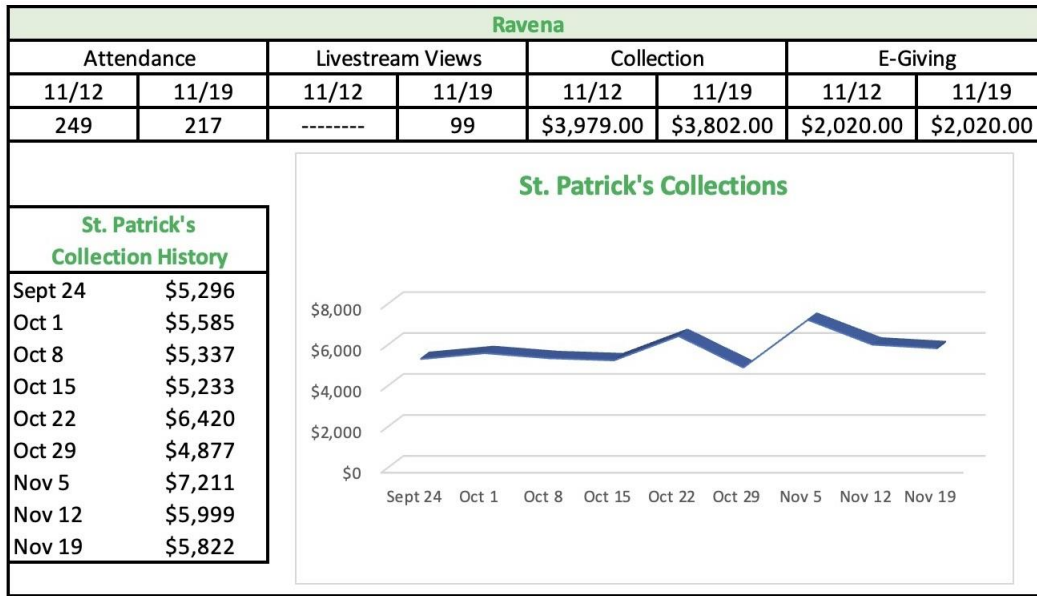 Ravena
Attendance Livestream Views Collection E-Giving
11/12 11/19 11/12 11/19 11/12 11/19 11/12 11/19
249 217 -------- 99 $3,979.00 $3,802.00 $2,020.00 $2,020.00
St. Patrick's
Collection History
Sept 24 $5,296
Oct 1 $5,585
Oct 8 $5,337
Oct 15 $5,233
Oct 22 $6,420
Oct 29 $4,877
Nov 5 $7,211
Nov 12 $5,999
Nov 19 $5,822
St. Patrick's Collections
$8,000
$6,000
$4,000
$2,000
$0
Sept 24 Oct 1 Oct 8 Oct 15 Oct 22 Oct 29 Nov 5 Nov 12 Nov 19